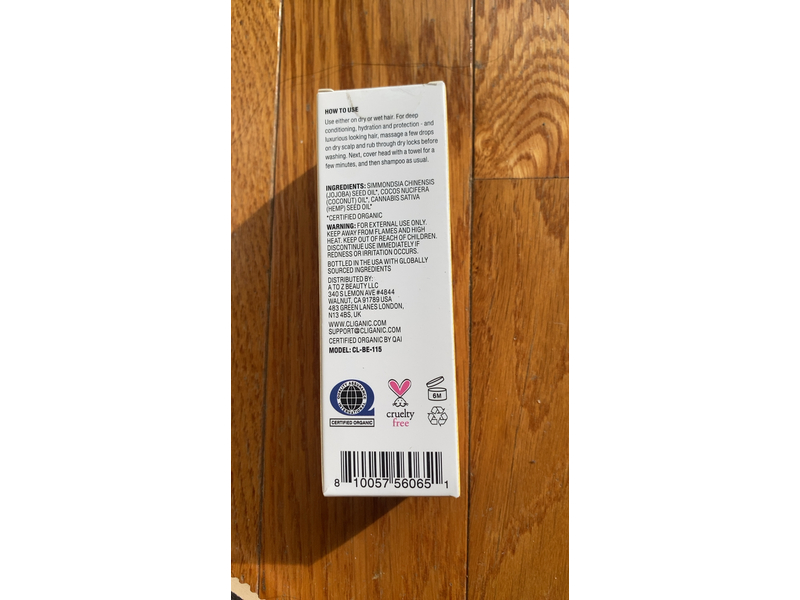 HOW TO USE
Use either on dry or wet hair. For deep
conditioning, hydration and protection - and
luxurious looking hair, massage a few drops
on dry scalp and rub through dry locks before
washing. Next, cover head with a towel for a
few minutes, and then shampoo as usual.
INGREDIENTS: SIMMONDSIA CHINENSIS
(JOJOBA) SEED OIL*, COCOS NUCIFERA
(COCONUT) OIL*, CANNABIS SATIVA
(HEMP) SEED OIL*
*CERTIFIED ORGANIC
WARNING: FOR EXTERNAL USE ONLY.
KEEP AWAY FROM FLAMES AND HIGH
HEAT. KEEP OUT OF REACH OF CHILDREN.
DISCONTINUE USE IMMEDIATELY IF
REDNESS OR IRRITATION OCCURS.
BOTTLED IN THE USA WITH GLOBALLY
SOURCED INGREDIENTS
DISTRIBUTED BY:
A TO Z BEAUTY LLC
340 S LEMON AVE #4844
WALNUT, CA 91789 USA
483 GREEN LANES LONDON,
N13 4BS, UK
WWW.CLIGANIC.COM
SUPPORT@CLIGANIC.COM
CERTIFIED ORGANIC BY QAI
MODEL: CL-BE-115
QUALITY ASSURANCE
INTERNATIONAL
CERTIFIED ORGANIC
cruelty
free
6M
8 10057 56065 1